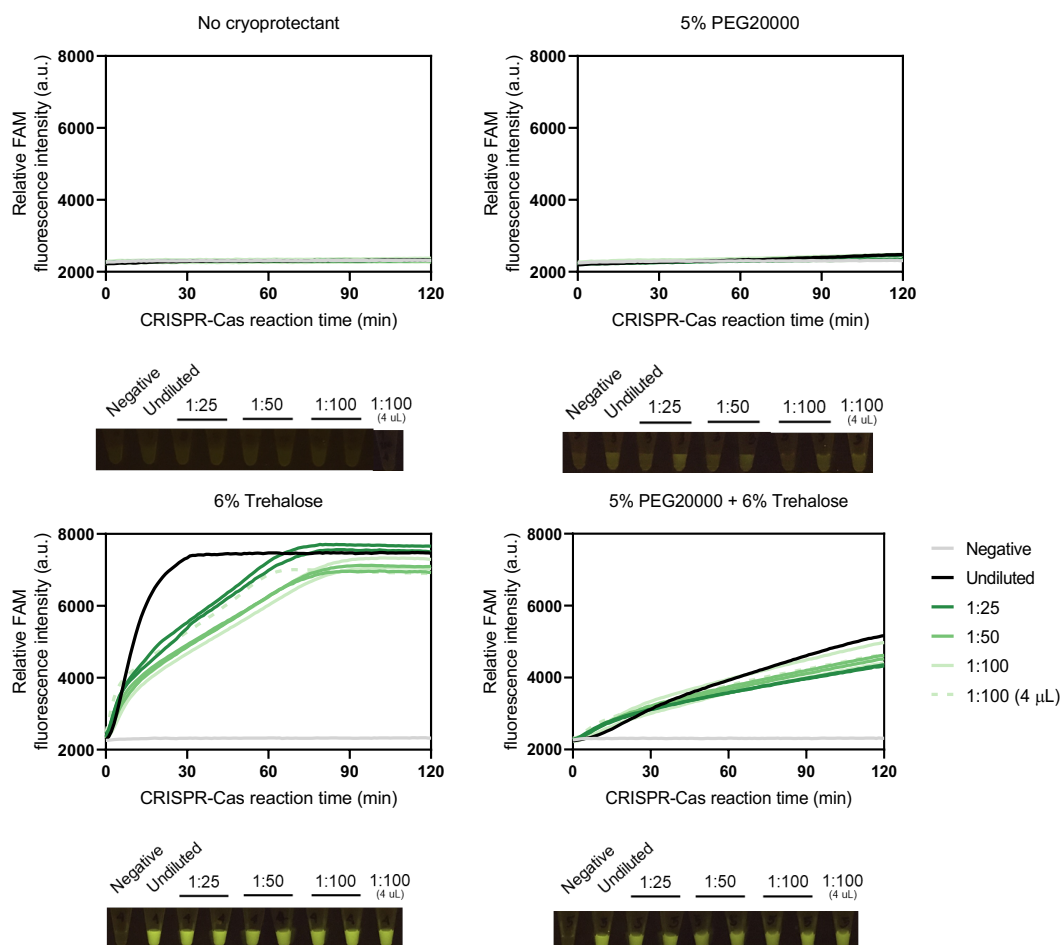 No cryoprotectant
8000
6000
4000
2000
Relative FAM
fluorescence intensity (a.u.)
0 30 60 90 120
CRISPR-Cas reaction time (min)
5% PEG20000
8000
6000
4000
2000
Relative FAM
fluorescence intensity (a.u.)
0 30 60 90 120
CRISPR-Cas reaction time (min)
Negative Undiluted 1:25 1:50 1:100 1:100
(4 uL)
Negative Undiluted 1:25 1:50 1:100 1:100
(4 uL)
6% Trehalose
8000
6000
4000
2000
Relative FAM
fluorescence intensity (a.u.)
0 30 60 90 120
CRISPR-Cas reaction time (min)
5% PEG20000 + 6% Trehalose
8000
6000
4000
2000
Relative FAM
fluorescence intensity (a.u.)
0 30 60 90 120
CRISPR-Cas reaction time (min)
Negative
Undiluted
1:25
1:50
1:100
1:100 (4 μL)
Negative Undiluted 1:25 1:50 1:100 1:100
(4 uL)
Negative Undiluted 1:25 1:50 1:100 1:100
(4 uL)